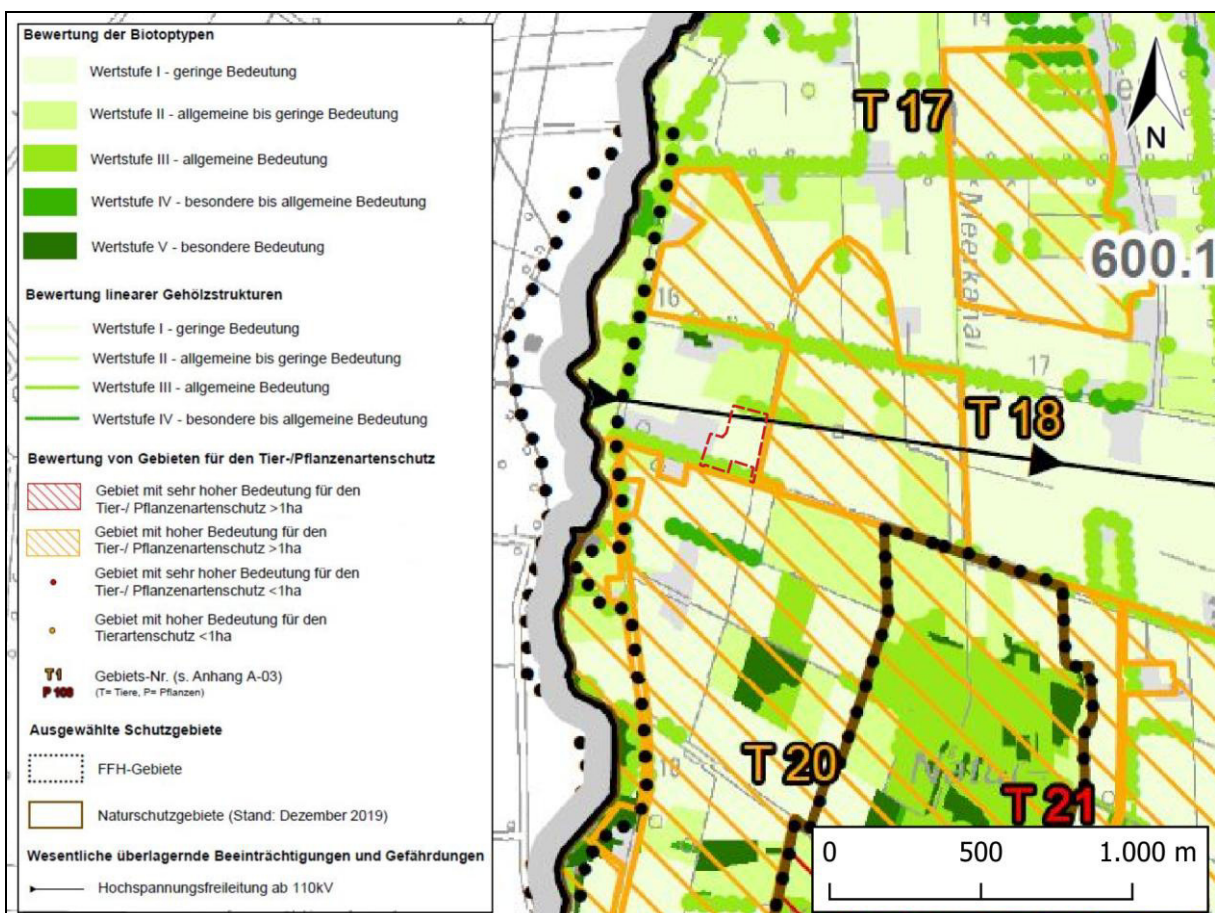 Bewertung der Biotoptypen
Wertstufe I - geringe Bedeutung
Wertstufe II - allgemeine bis geringe Bedeutung
Wertstufe III - allgemeine Bedeutung
Wertstufe IV - besondere bis allgemeine Bedeutung
Wertstufe V - besondere Bedeutung
Bewertung linearer Gehölzstrukturen
Wertstufe I - geringe Bedeutung
Wertstufe II - allgemeine bis geringe Bedeutung
Wertstufe III - allgemeine Bedeutung
Wertstufe IV - besondere bis allgemeine Bedeutung
Bewertung von Gebieten für den Tier-/Pflanzenartenschutz
Gebiet mit sehr hoher Bedeutung für den
Tier-/ Pflanzenartenschutz >1ha
Gebiet mit hoher Bedeutung für den
Tier-/ Pflanzenartenschutz >1ha
Gebiet mit sehr hoher Bedeutung für den
Tier-/ Pflanzenartenschutz <1ha
Gebiet mit hoher Bedeutung für den
Tierartenschutz <1ha
T1
P 108
Gebiets-Nr. (s. Anhang A-03)
(T= Tiere, P= Pflanzen)
Ausgewählte Schutzgebiete
FFH-Gebiete
Naturschutzgebiete (Stand: Dezember 2019)
Wesentliche überlagernde Beeinträchtigungen und Gefährdungen
Hochspannungsfreileitung ab 110kV
14
T 17
N
Meerkanal
600.1
16
17
T 18
T 20
18
Natur-
T 21
0 500 1.000 m